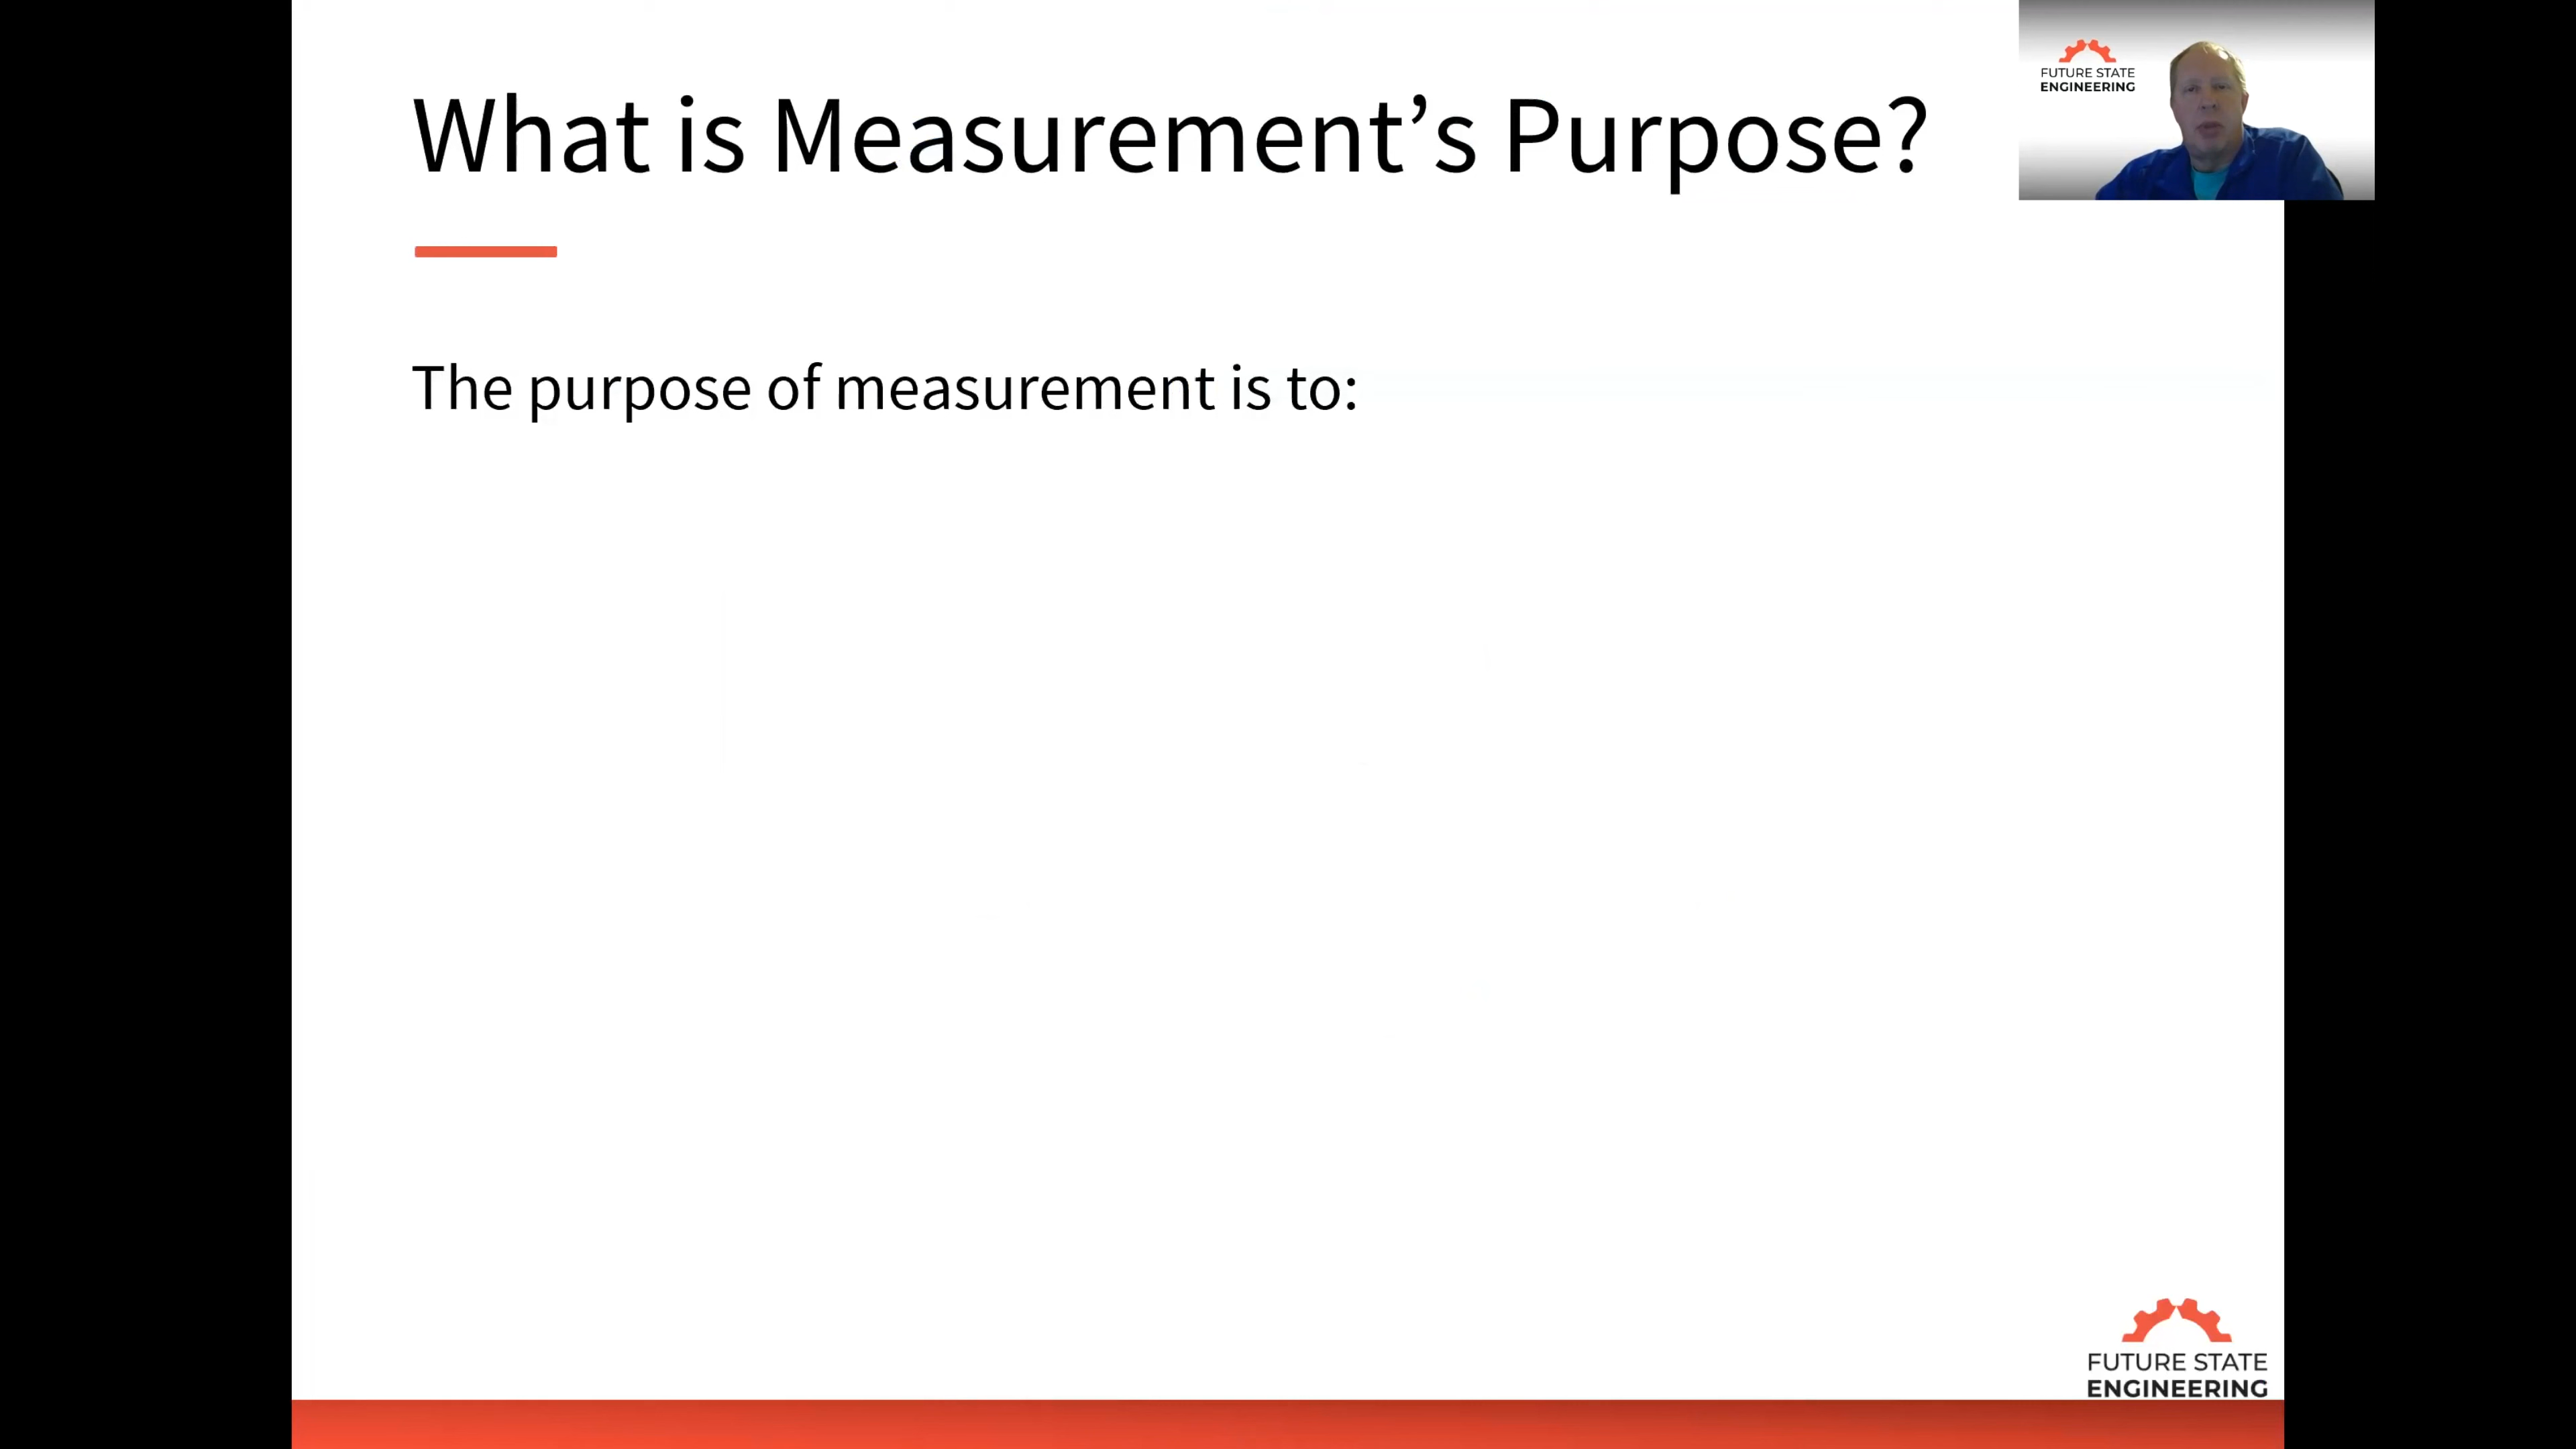 What is Measurement’s Purpose?
FUTURE STATE
ENGINEERING
The purpose of measurement is to:
FUTURE STATE
ENGINEERING